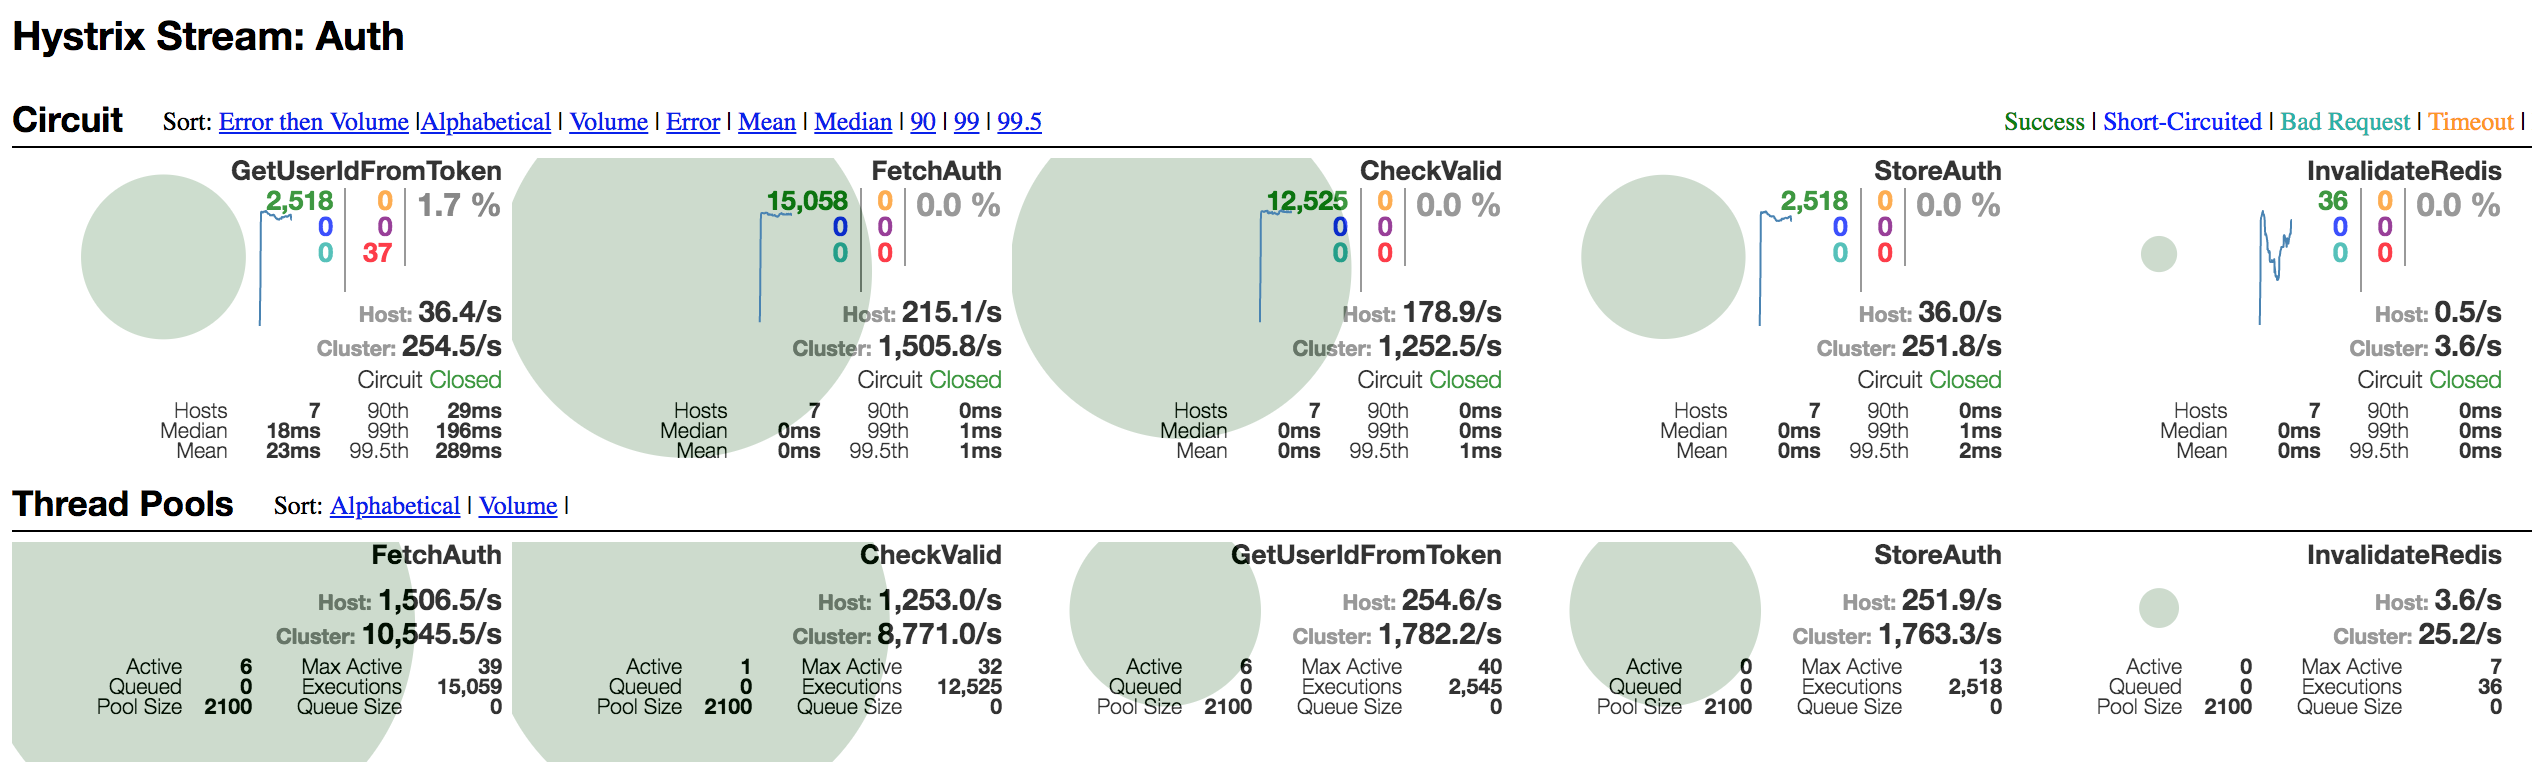 Hystrix Stream: Auth
Circuit Sort: Error then Volume |Alphabetical | Volume | Error | Mean | Median | 90 | 99 | 99.5 Success | Short-Circuited | Bad Request | Timeout |
GetUserIdFromToken
2,518 0 1.7 %
0 0
0 37
Host: 36.4/s
Cluster: 254.5/s
Circuit Closed
Hosts 7 90th 29ms
Median 18ms 99th 196ms
Mean 23ms 99.5th 289ms
FetchAuth
15,058 0 0.0 %
0 0
0 0
Host: 215.1/s
Cluster: 1,505.8/s
Circuit Closed
Hosts 7 90th 0ms
Median 0ms 99th 1ms
Mean 0ms 99.5th 1ms
CheckValid
12,525 0 0.0 %
0 0
0 0
Host: 178.9/s
Cluster: 1,252.5/s
Circuit Closed
Hosts 7 90th 0ms
Median 0ms 99th 0ms
Mean 0ms 99.5th 1ms
StoreAuth
2,518 0 0.0 %
0 0
0 0
Host: 36.0/s
Cluster: 251.8/s
Circuit Closed
Hosts 7 90th 0ms
Median 0ms 99th 1ms
Mean 0ms 99.5th 2ms
InvalidateRedis
36 0 0.0 %
0 0
0 0
Host: 0.5/s
Cluster: 3.6/s
Circuit Closed
Hosts 7 90th 0ms
Median 0ms 99th 0ms
Mean 0ms 99.5th 0ms
Thread Pools Sort: Alphabetical | Volume |
FetchAuth
Host: 1,506.5/s
Cluster: 10,545.5/s
Active 6 Max Active 39
Queued 0 Executions 15,059
Pool Size 2100 Queue Size 0
CheckValid
Host: 1,253.0/s
Cluster: 8,771.0/s
Active 1 Max Active 32
Queued 0 Executions 12,525
Pool Size 2100 Queue Size 0
GetUserIdFromToken
Host: 254.6/s
Cluster: 1,782.2/s
Active 6 Max Active 40
Queued 0 Executions 2,545
Pool Size 2100 Queue Size 0
StoreAuth
Host: 251.9/s
Cluster: 1,763.3/s
Active 0 Max Active 13
Queued 0 Executions 2,518
Pool Size 2100 Queue Size 0
InvalidateRedis
Host: 3.6/s
Cluster: 25.2/s
Active 0 Max Active 7
Queued 0 Executions 36
Pool Size 2100 Queue Size 0